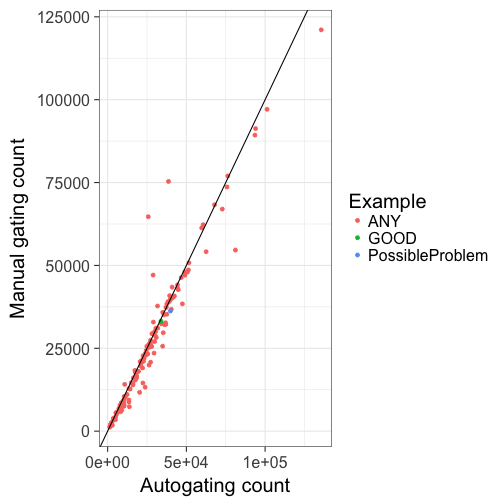 125000
100000
75000
50000
25000
0
0e+00 5e+04 1e+05
Autogating count
Manual gating count
Example
ANY
GOOD
PossibleProblem